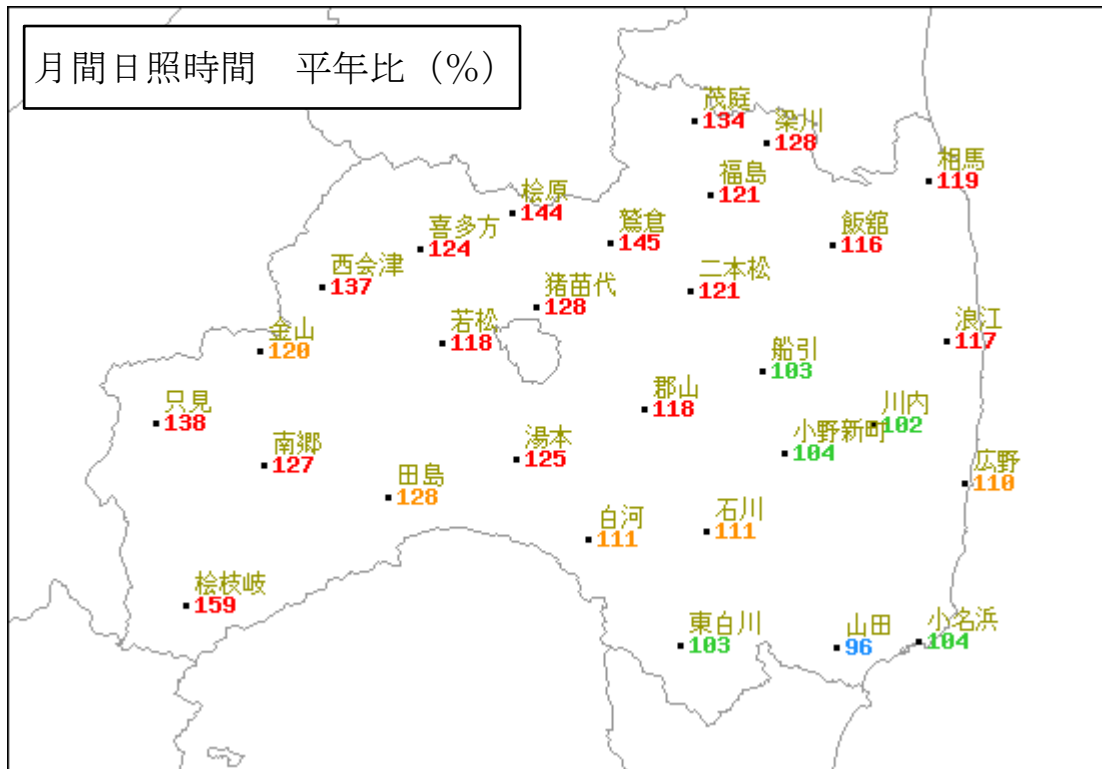 月間日照時間　平年比（％）
茂庭
134
梁川
128
相馬
119
福島
121
桧原
144
鷲倉
145
喜多方
124
飯舘
116
西会津
137
二本松
121
猪苗代
128
若松
118
浪江
117
金山
120
船引
103
郡山
118
只見
138
川内
102
小野新町
104
南郷
127
湯本
125
広野
110
田島
128
白河
111
石川
111
桧枝岐
159
東白川
103
山田
96
小名浜
104